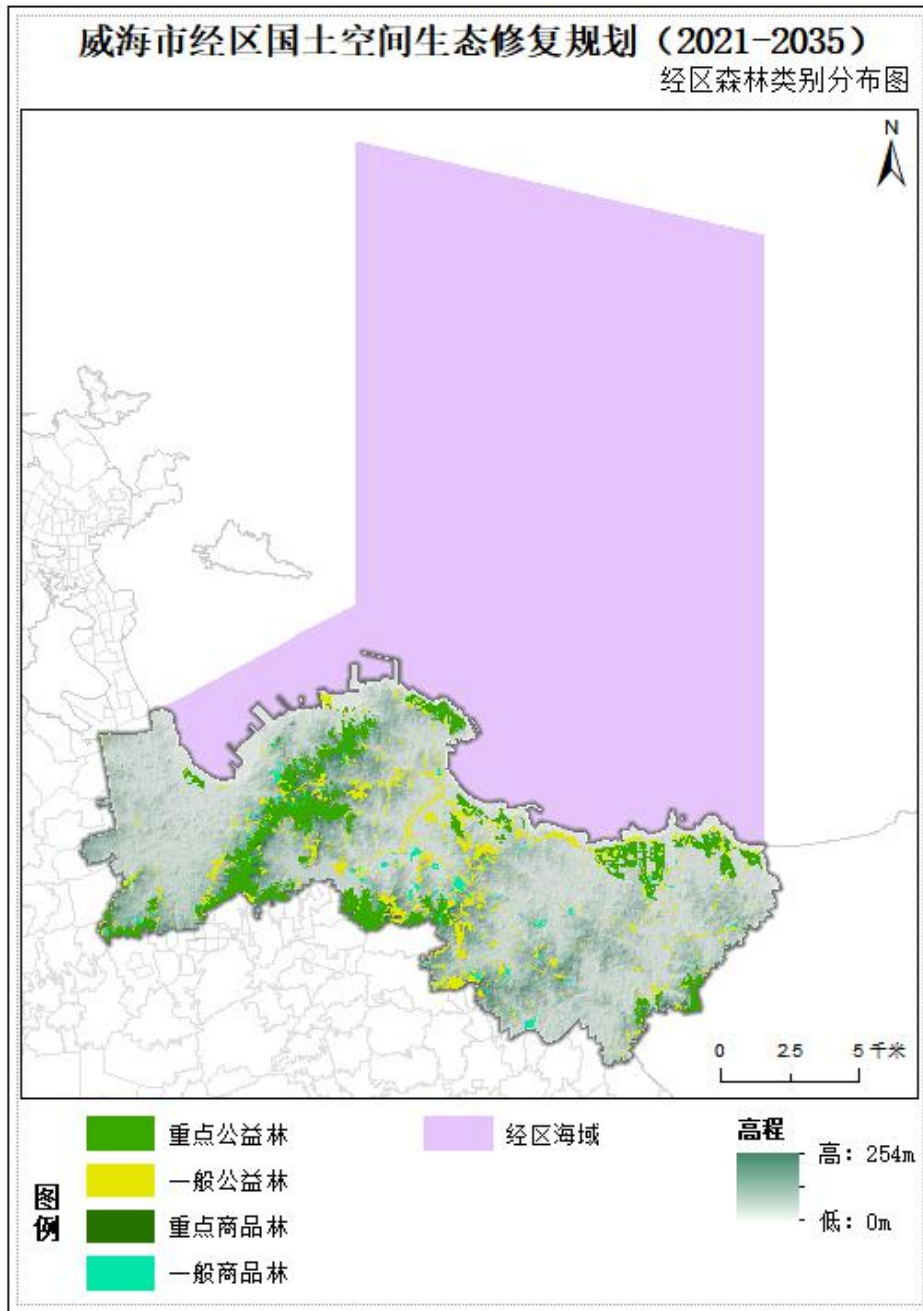 威海市经区国土空间生态修复规划（2021-2035）
经区森林类别分布图
N
0 2.5 5 千米
图例
重点公益林
一般公益林
重点商品林
一般商品林
经区海域
高程
高：254m
低：0m